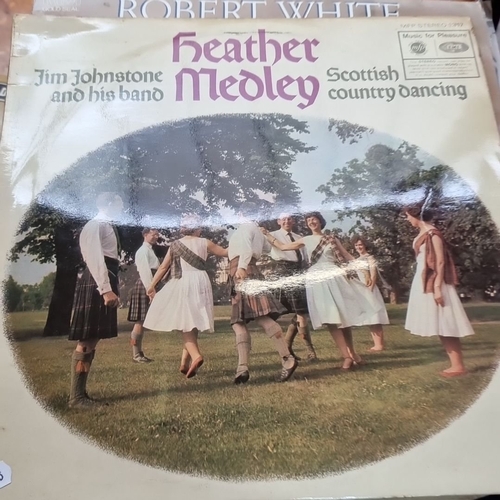 ROBERT WHITE
Heather
Medley
Jim Johnstone
and his band
Scottish
country dancing
Music for Pleasure